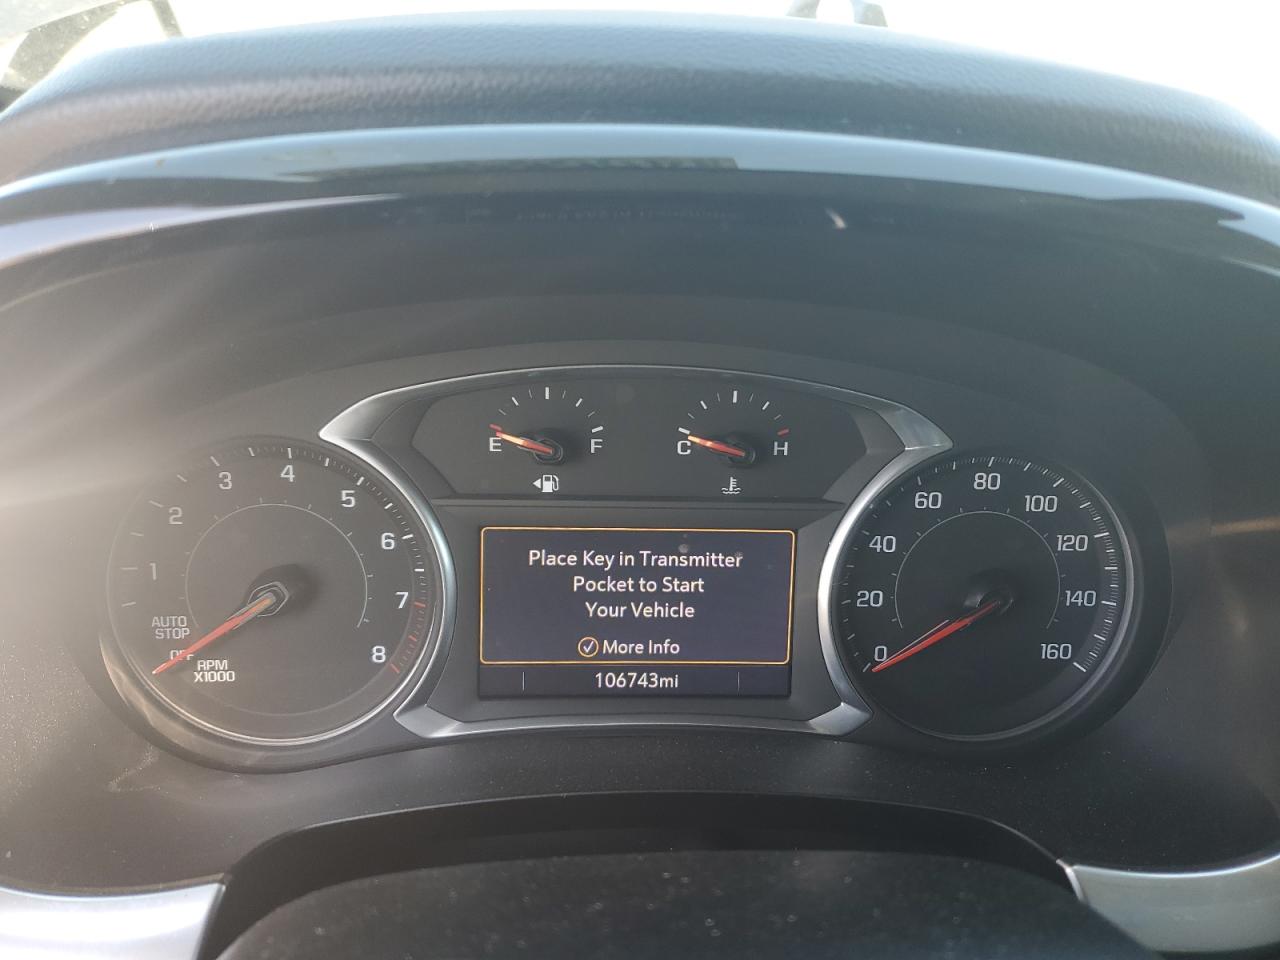 E F
C H
1 2 3 4 5 6 7 8
AUTO
STOP
OFF
RPM
X1000
Place Key in Transmitter
Pocket to Start
Your Vehicle
More Info
106743mi
0 20 40 60 80 100 120 140 160